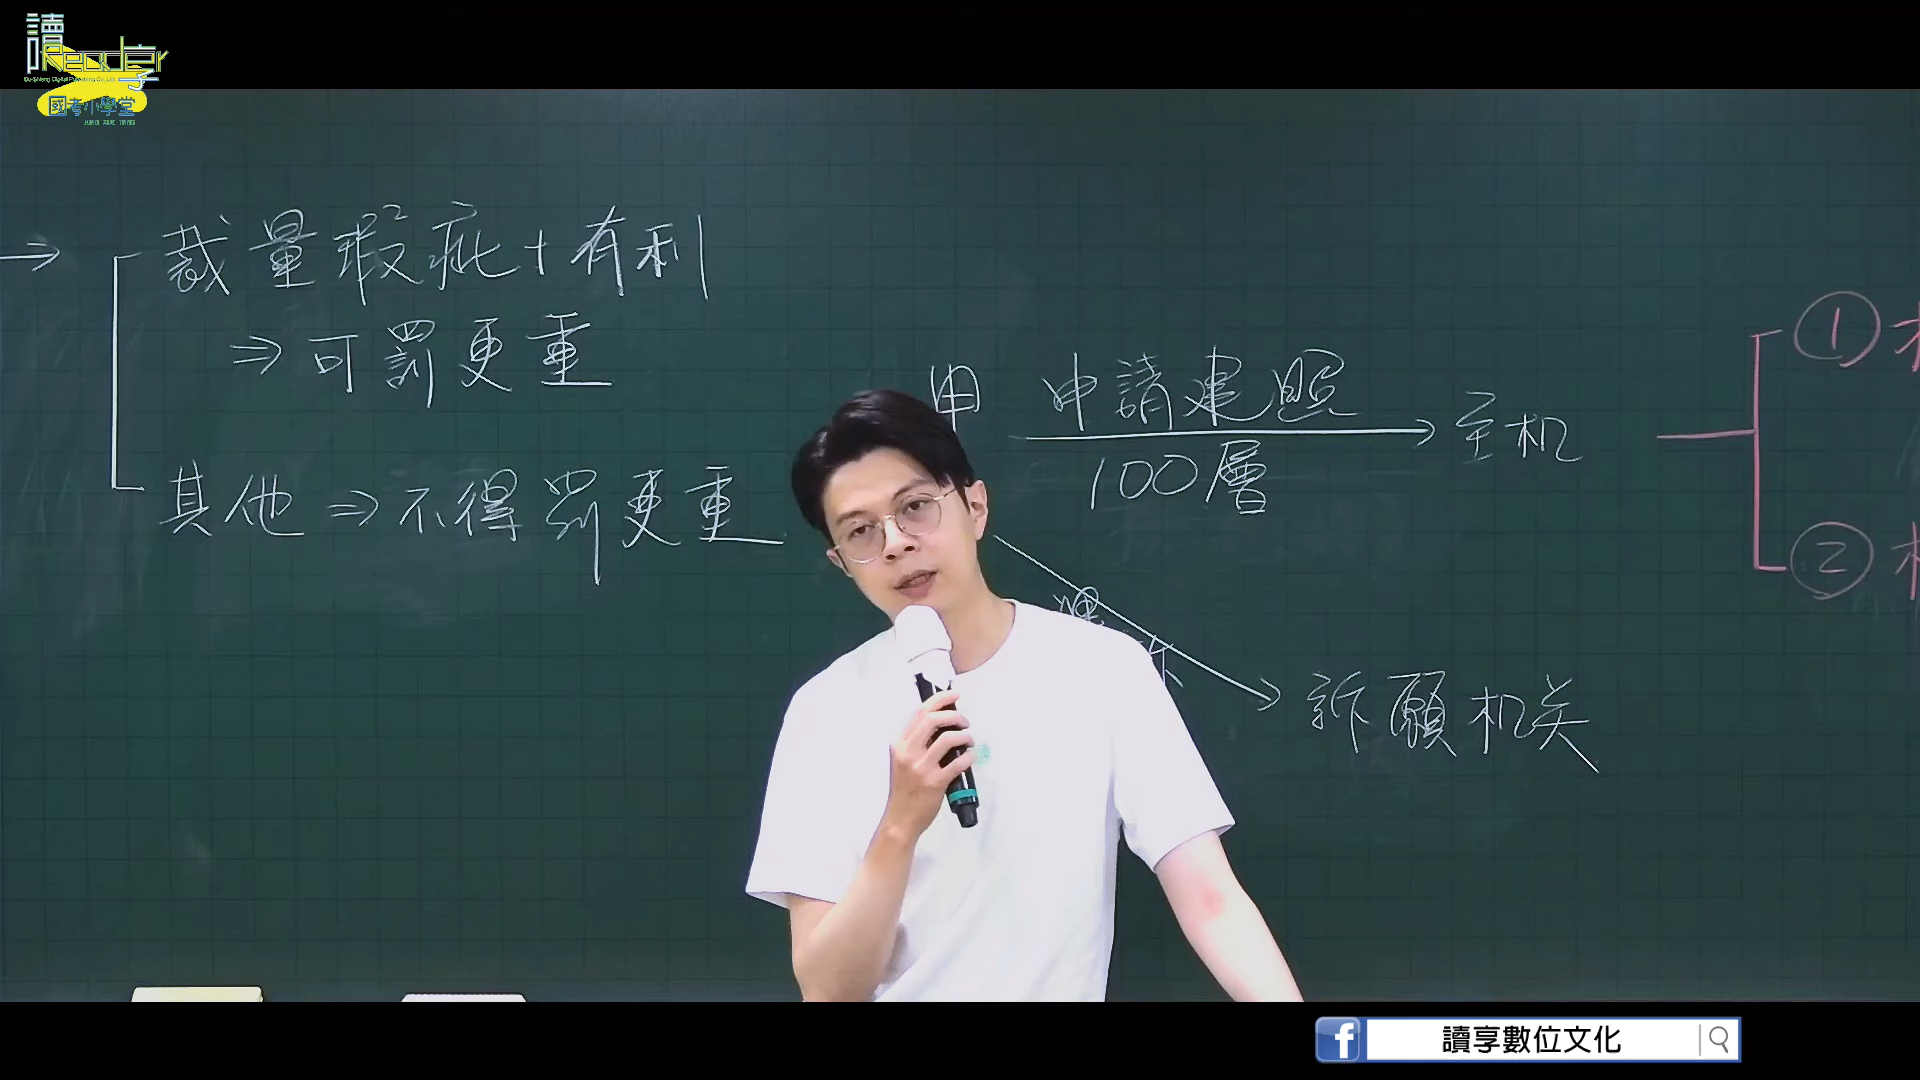 讀享
Reader
國考小學堂
→ 裁量瑕疵+有利
⇒ 可罰更重
其他 ⇒ 不得罰更重
甲 申請建照 → 主机
100層
訴願机关
①
②
讀享數位文化